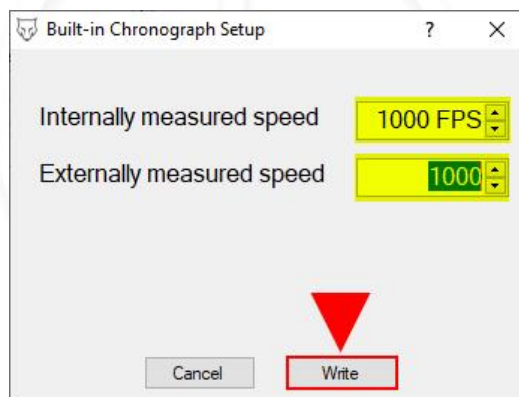 Built-in Chronograph Setup ? ×
Internally measured speed 1000 FPS
Externally measured speed 1000
Cancel Write